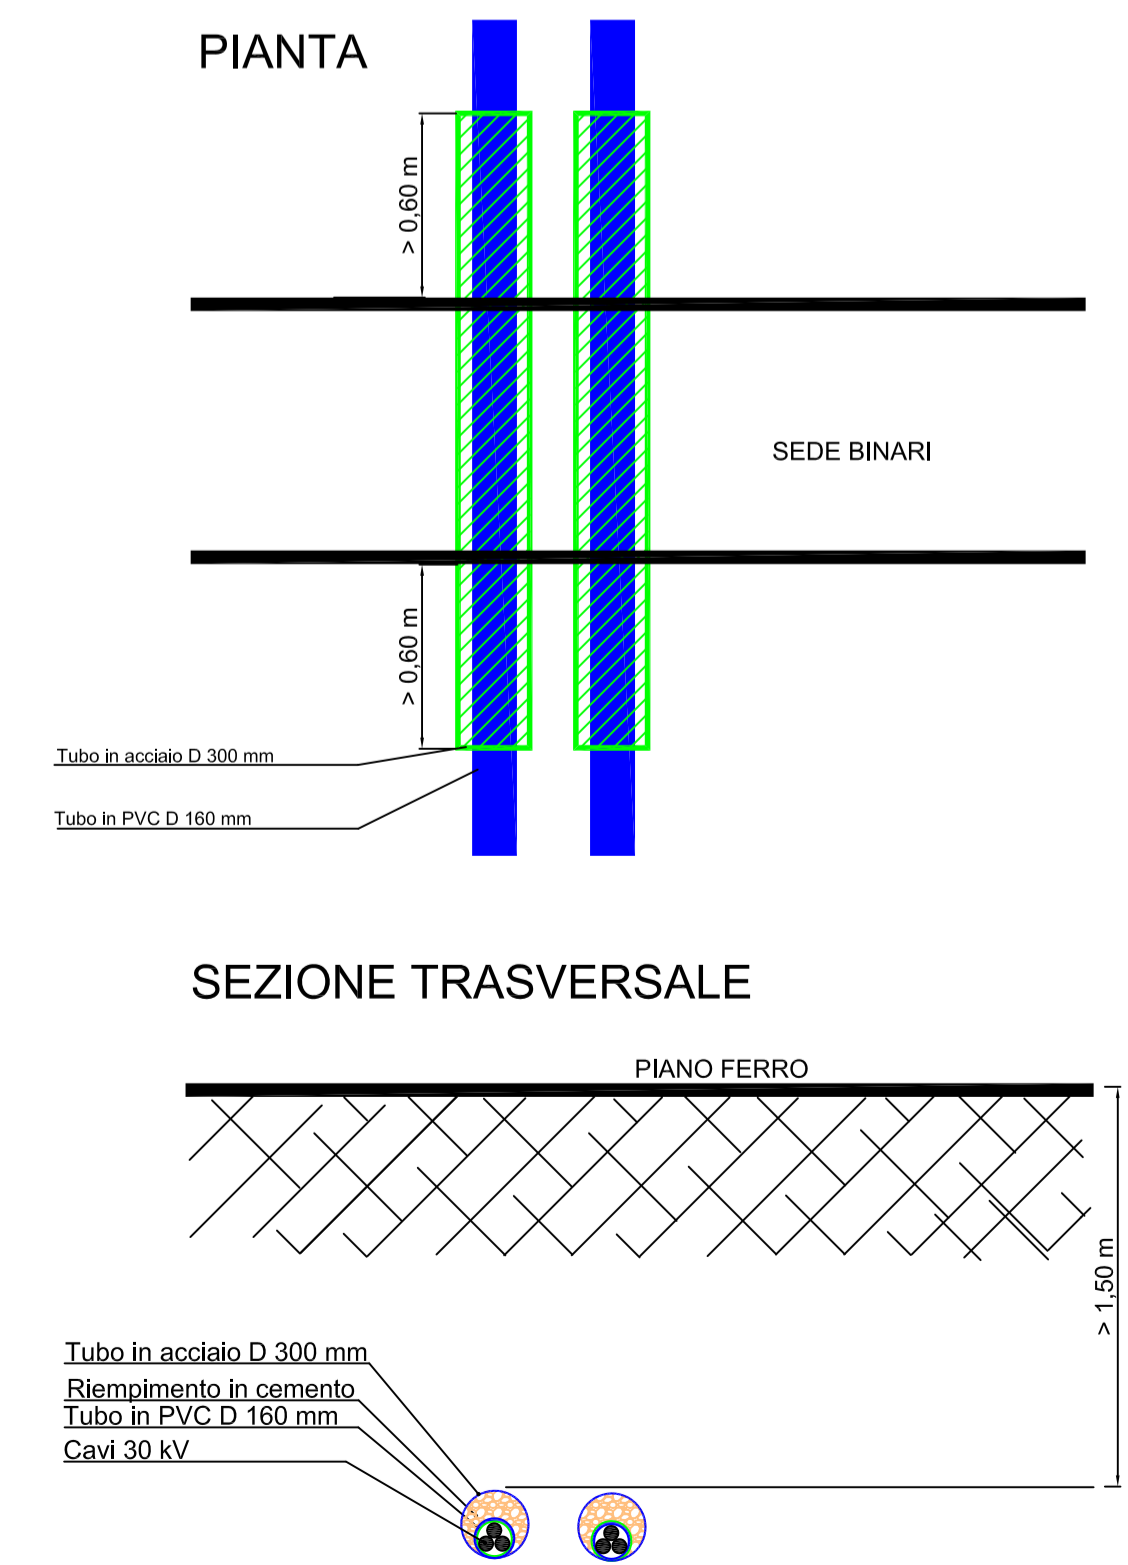 PIANTA
> 0,60 m
SEDE BINARI
> 0,60 m
Tubo in acciaio D 300 mm
Tubo in PVC D 160 mm
SEZIONE TRASVERSALE
PIANO FERRO
> 1,50 m
Tubo in acciaio D 300 mm
Riempimento in cemento
Tubo in PVC D 160 mm
Cavi 30 kV